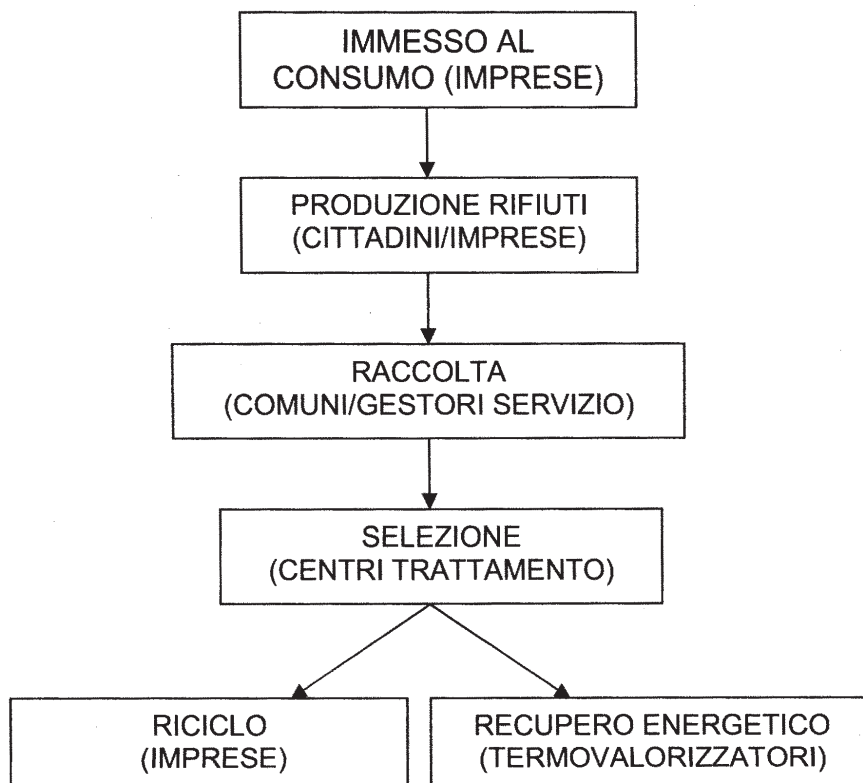 IMMESSO AL
CONSUMO (IMPRESE)
PRODUZIONE RIFIUTI
(CITTADINI/IMPRESE)
RACCOLTA
(COMUNI/GESTORI SERVIZIO)
SELEZIONE
(CENTRI TRATTAMENTO)
RICICLO
(IMPRESE)
RECUPERO ENERGETICO
(TERMOVALORIZZATORI)